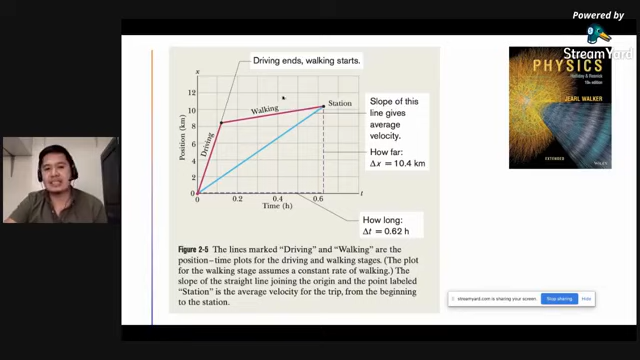 Powered by
StreamYard
Driving ends, walking starts.
x
12
10
8
6
4
2
0
Position (km)
Driving
Walking
Station
Slope of this
line gives
average
velocity.
How far:
Δx = 10.4 km
0
0.2
0.4
0.6
t
Time (h)
How long:
Δt = 0.62 h
Figure 2-5 The lines marked “Driving” and “Walking” are the
position–time plots for the driving and walking stages. (The plot
for the walking stage assumes a constant rate of walking.) The
slope of the straight line joining the origin and the point labeled
“Station” is the average velocity for the trip, from the beginning
to the station.
PHYSICS
Halliday & Resnick
10th edition
JEARL WALKER
EXTENDED
WILEY
streamyard.com is sharing your screen.
Stop sharing
Hide